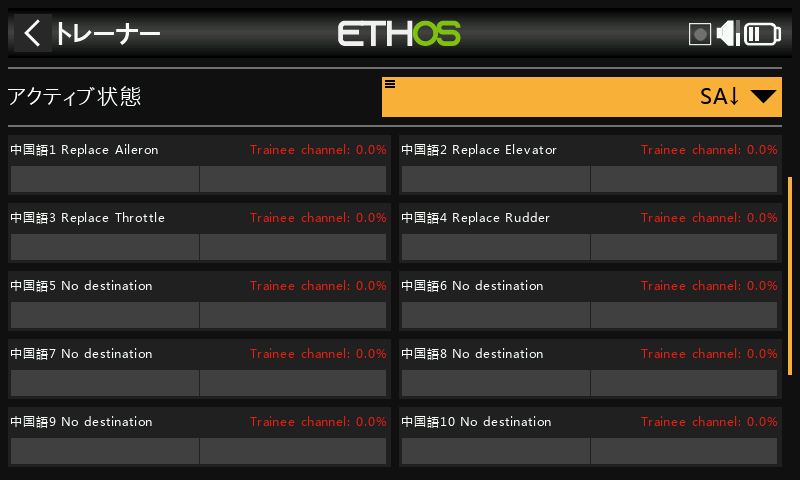 トレーナー
ETHOS
アクティブ状態
SA↓
中国語1 Replace Aileron
Trainee channel: 0.0%
中国語2 Replace Elevator
Trainee channel: 0.0%
中国語3 Replace Throttle
Trainee channel: 0.0%
中国語4 Replace Rudder
Trainee channel: 0.0%
中国語5 No destination
Trainee channel: 0.0%
中国語6 No destination
Trainee channel: 0.0%
中国語7 No destination
Trainee channel: 0.0%
中国語8 No destination
Trainee channel: 0.0%
中国語9 No destination
Trainee channel: 0.0%
中国語10 No destination
Trainee channel: 0.0%